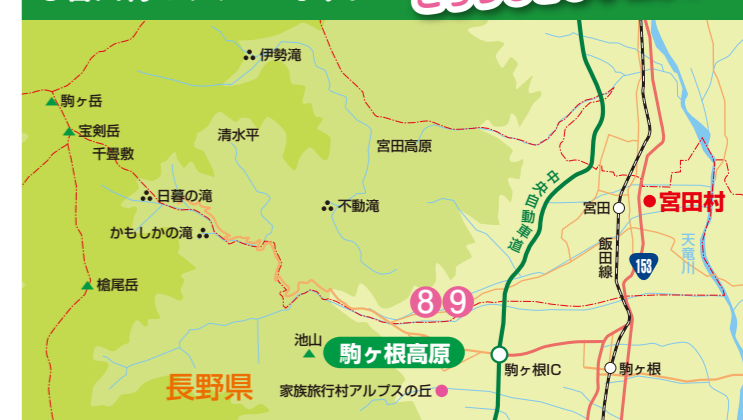 伊勢滝
駒ヶ岳
宝剣岳
千畳敷
清水平
宮田高原
日暮の滝
不動滝
かもしかの滝
中央自動車道
宮田
宮田村
飯田線
天竜川
153
槍尾岳
8 9
池山
駒ヶ根高原
駒ヶ根IC
駒ヶ根
長野県
家族旅行村アルプスの丘